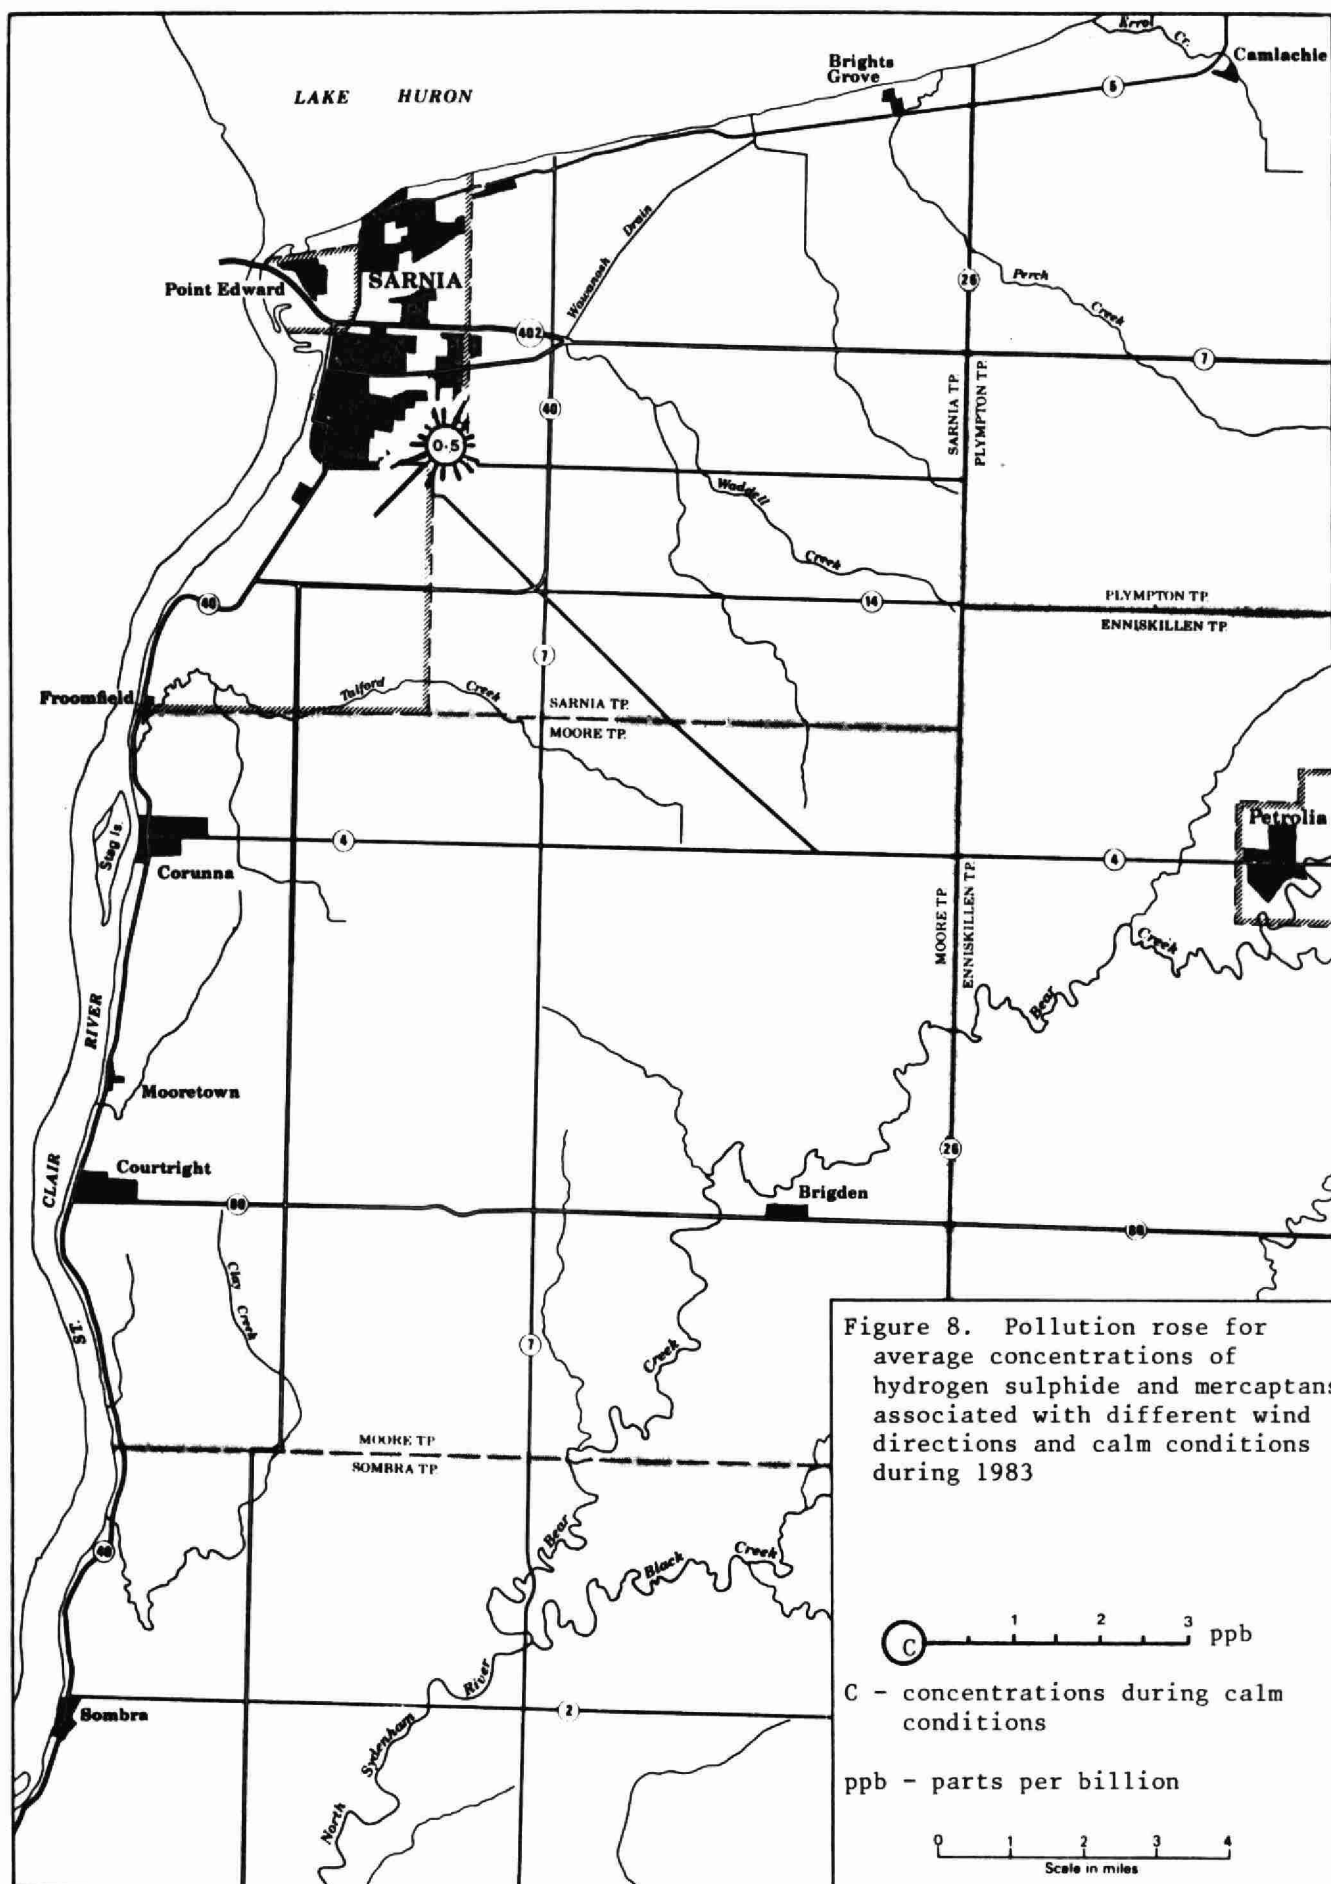 LAKE HURON
Errol
Cr.
Camlachie
Brights
Grove
6
Point Edward
SARNIA
Wawanosh Drain
402
26
Perch
Creek
7
40
SARNIA TP.
PLYMPTON TP.
0.5
Waddell
Creek
40
14
PLYMPTON TP.
ENNISKILLEN TP.
7
Froomfield
Talford Creek
SARNIA TP.
MOORE TP.
Petrolia
Stag Is.
4
4
Corunna
MOORE TP.
ENNISKILLEN TP.
Creek
Bear
RIVER
Mooretown
CLAIR
Courtright
80
26
Brigden
80
Clay Creek
ST.
7
Creek
MOORE TP
SOMBRA TP.
Bear
Black Creek
40
River
Sydenham
North
Sombra
2
Figure 8. Pollution rose for
average concentrations of
hydrogen sulphide and mercaptans
associated with different wind
directions and calm conditions
during 1983
1 2 3 ppb
C
C - concentrations during calm
conditions
ppb - parts per billion
0 1 2 3 4
Scale in miles